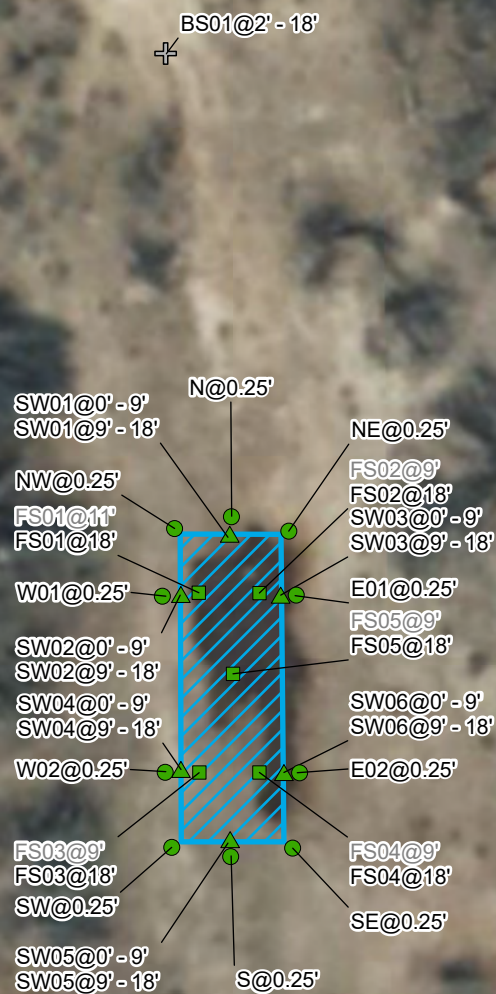 BS01@2' - 18'
N@0.25'
SW01@0' - 9'
SW01@9' - 18'
NE@0.25'
NW@0.25'
FS02@9'
FS02@18'
FS01@11'
FS01@18'
SW03@0' - 9'
SW03@9' - 18'
W01@0.25'
E01@0.25'
FS05@9'
FS05@18'
SW02@0' - 9'
SW02@9' - 18'
SW04@0' - 9'
SW04@9' - 18'
SW06@0' - 9'
SW06@9' - 18'
W02@0.25'
E02@0.25'
FS03@9'
FS03@18'
FS04@9'
FS04@18'
SW@0.25'
SE@0.25'
SW05@0' - 9'
SW05@9' - 18'
S@0.25'